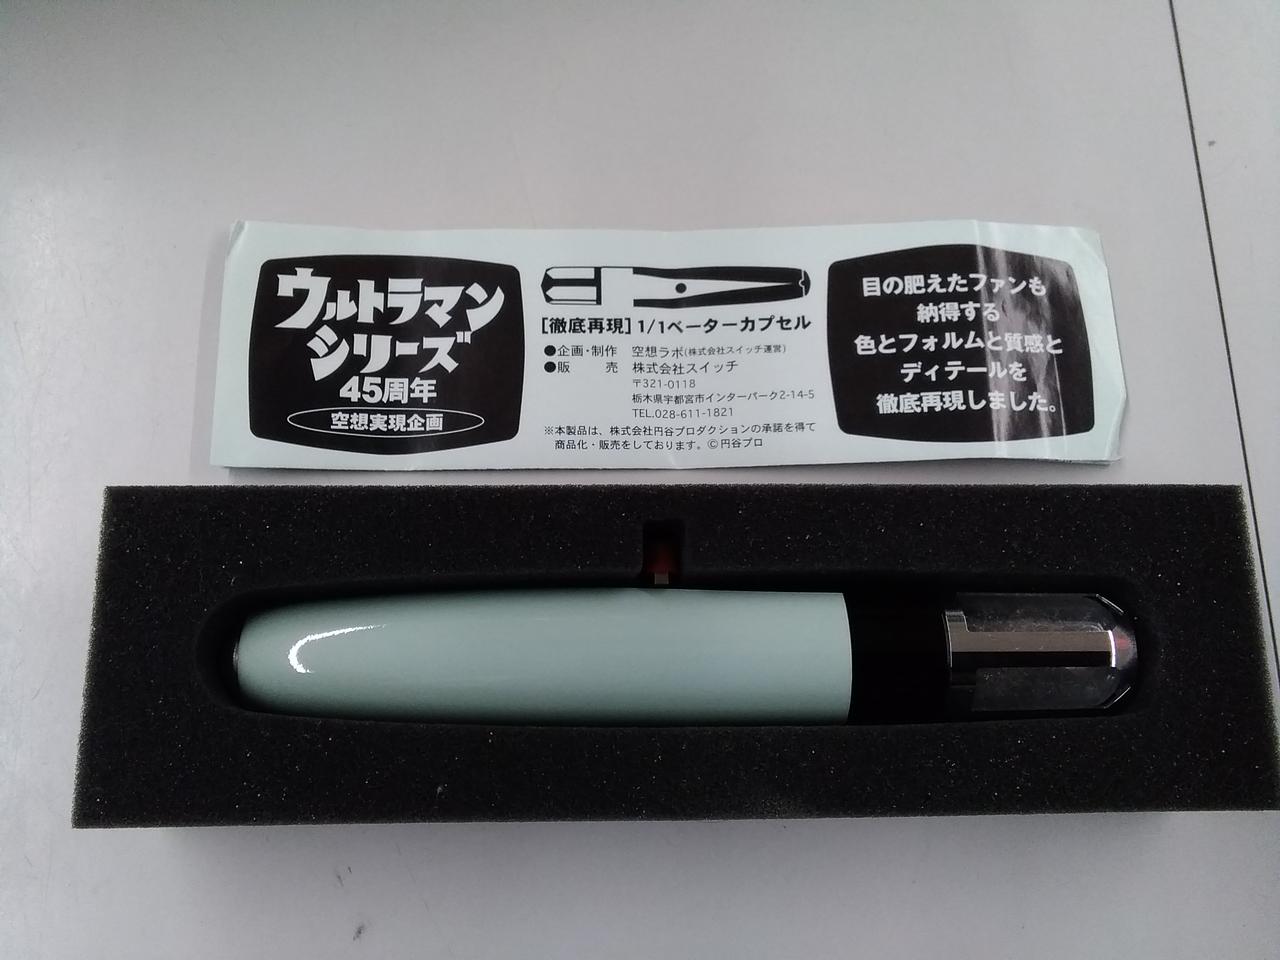 ウルトラマン
シリーズ
45周年
空想実現企画
[徹底再現]1/1ベーターカプセル
●企画・制作 空想ラボ(株式会社スイッチ運営)
●販 売 株式会社スイッチ
〒321-0118
栃木県宇都宮市インターパーク2-14-5
TEL.028-611-1821
※本製品は、株式会社円谷プロダクションの承諾を得て
商品化・販売をしております。©円谷プロ
目の肥えたファンも
納得する
色とフォルムと質感と
ディテールを
徹底再現しました。